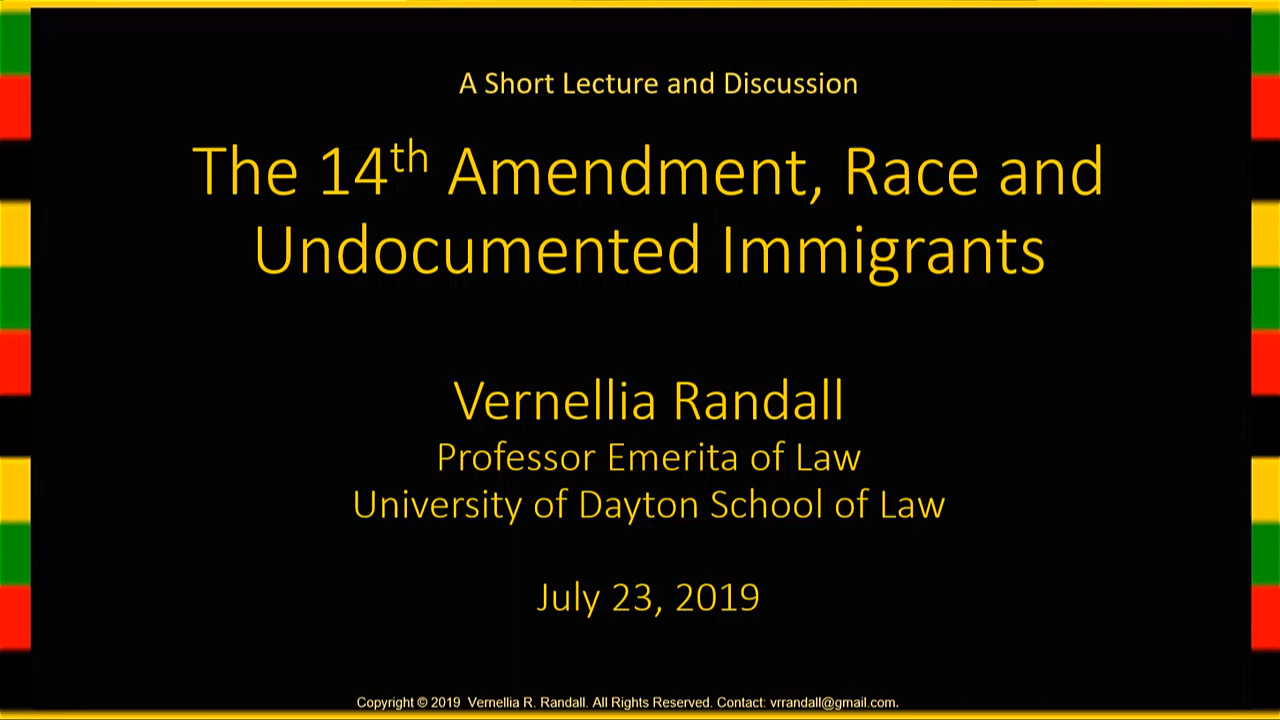 A Short Lecture and Discussion
The 14th Amendment, Race and
Undocumented Immigrants
Vernellia Randall
Professor Emerita of Law
University of Dayton School of Law
July 23, 2019
Copyright © 2019 Vernellia R. Randall. All Rights Reserved. Contact: vrrandall@gmail.com.